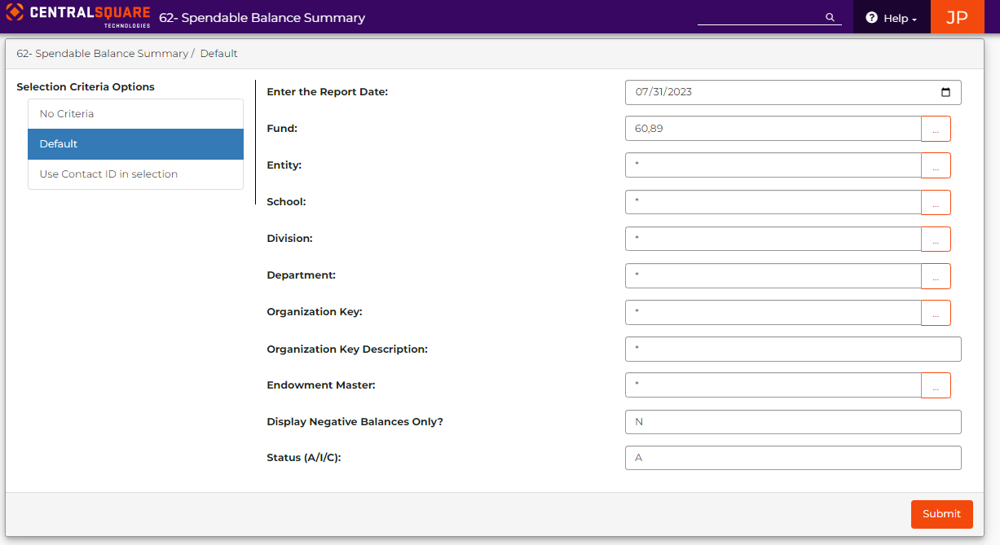 CENTRALSQUARE
TECHNOLOGIES
62- Spendable Balance Summary
Help
JP
62- Spendable Balance Summary / Default
Selection Criteria Options
No Criteria
Default
Use Contact ID in selection
Enter the Report Date: 07/31/2023
Fund: 60,89 ...
Entity: * ...
School: * ...
Division: * ...
Department: * ...
Organization Key: * ...
Organization Key Description: *
Endowment Master: * ...
Display Negative Balances Only? N
Status (A/I/C): A
Submit